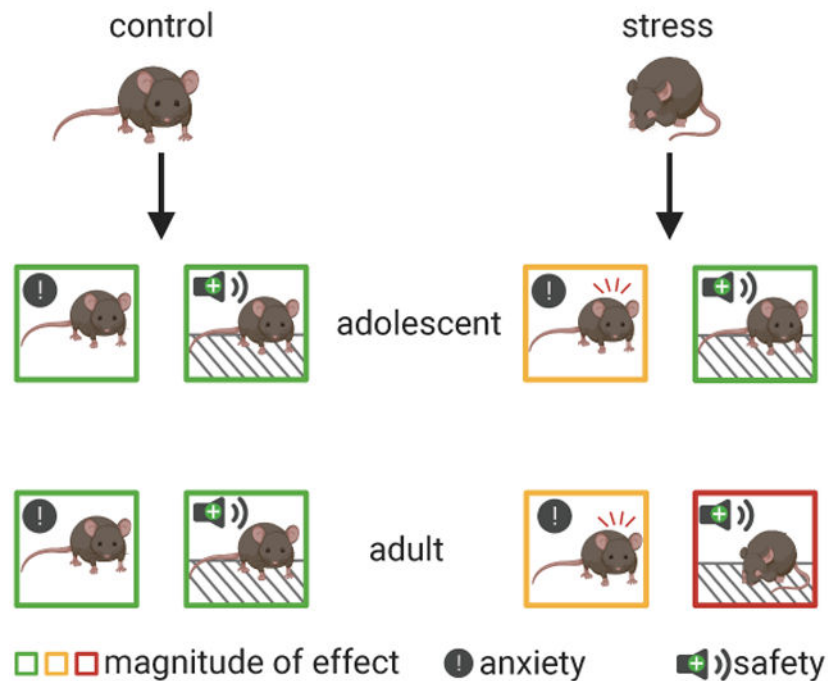 control
stress
adolescent
adult
magnitude of effect
! anxiety
safety